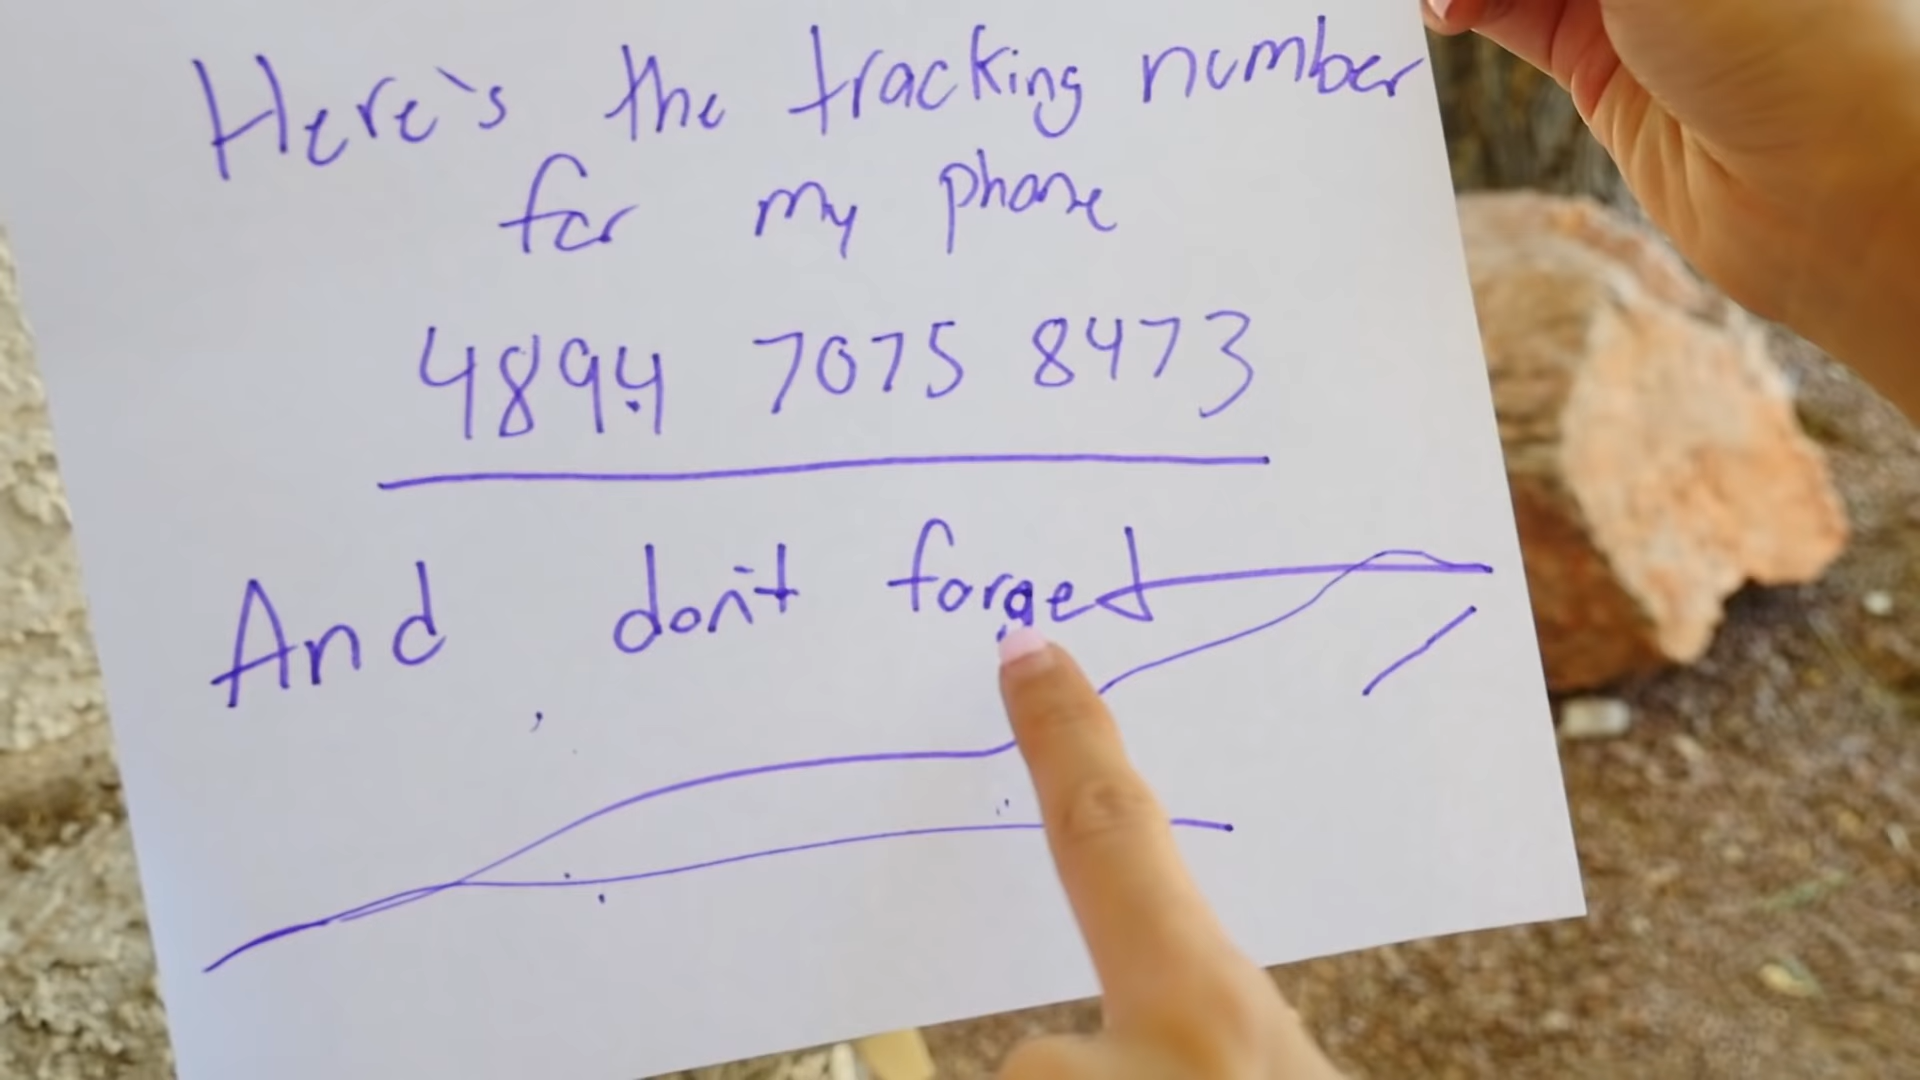 Here's the tracking number
for my phone
4894 7075 8473
And don't forget